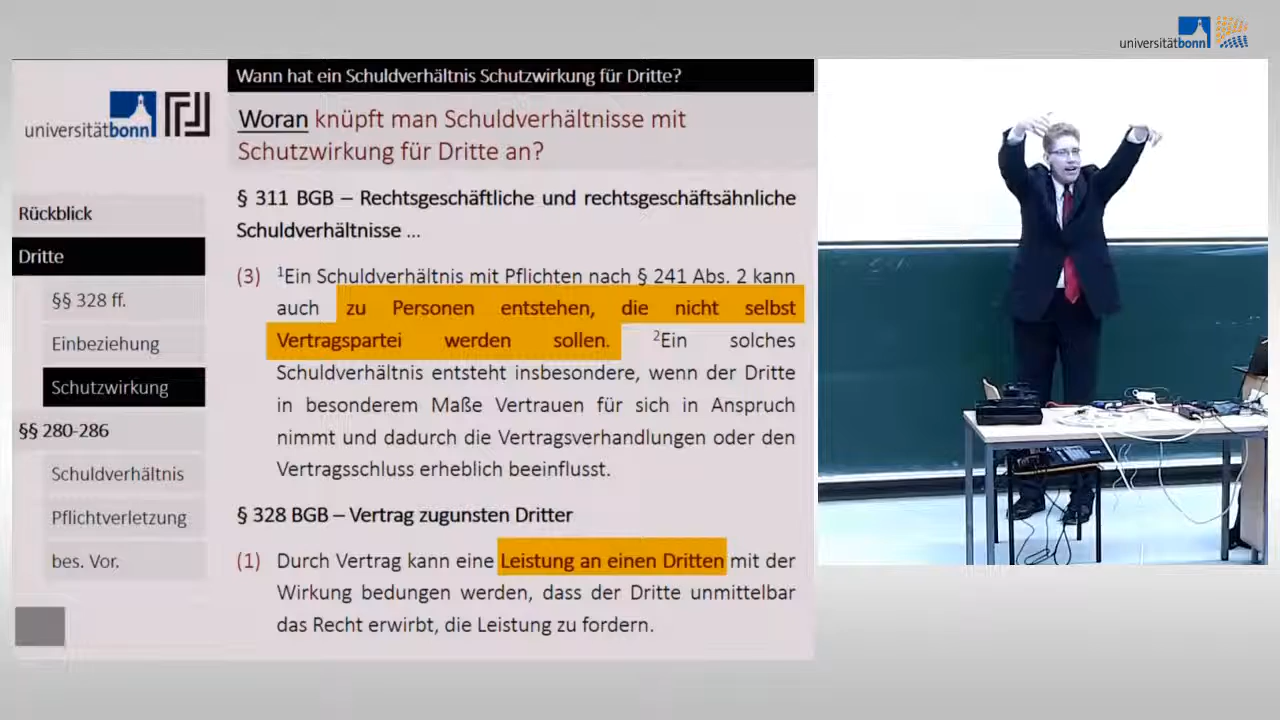 universitätbonn
universitätbonn
Rückblick
Dritte
§§ 328 ff.
Einbeziehung
Schutzwirkung
§§ 280-286
Schuldverhältnis
Pflichtverletzung
bes. Vor.
Wann hat ein Schuldverhältnis Schutzwirkung für Dritte?
Woran knüpft man Schuldverhältnisse mit
Schutzwirkung für Dritte an?
§ 311 BGB – Rechtsgeschäftliche und rechtsgeschäftsähnliche
Schuldverhältnisse ...
(3) ¹Ein Schuldverhältnis mit Pflichten nach § 241 Abs. 2 kann
auch zu Personen entstehen, die nicht selbst
Vertragspartei werden sollen. ²Ein solches
Schuldverhältnis entsteht insbesondere, wenn der Dritte
in besonderem Maße Vertrauen für sich in Anspruch
nimmt und dadurch die Vertragsverhandlungen oder den
Vertragsschluss erheblich beeinflusst.
§ 328 BGB – Vertrag zugunsten Dritter
(1) Durch Vertrag kann eine Leistung an einen Dritten mit der
Wirkung bedungen werden, dass der Dritte unmittelbar
das Recht erwirbt, die Leistung zu fordern.